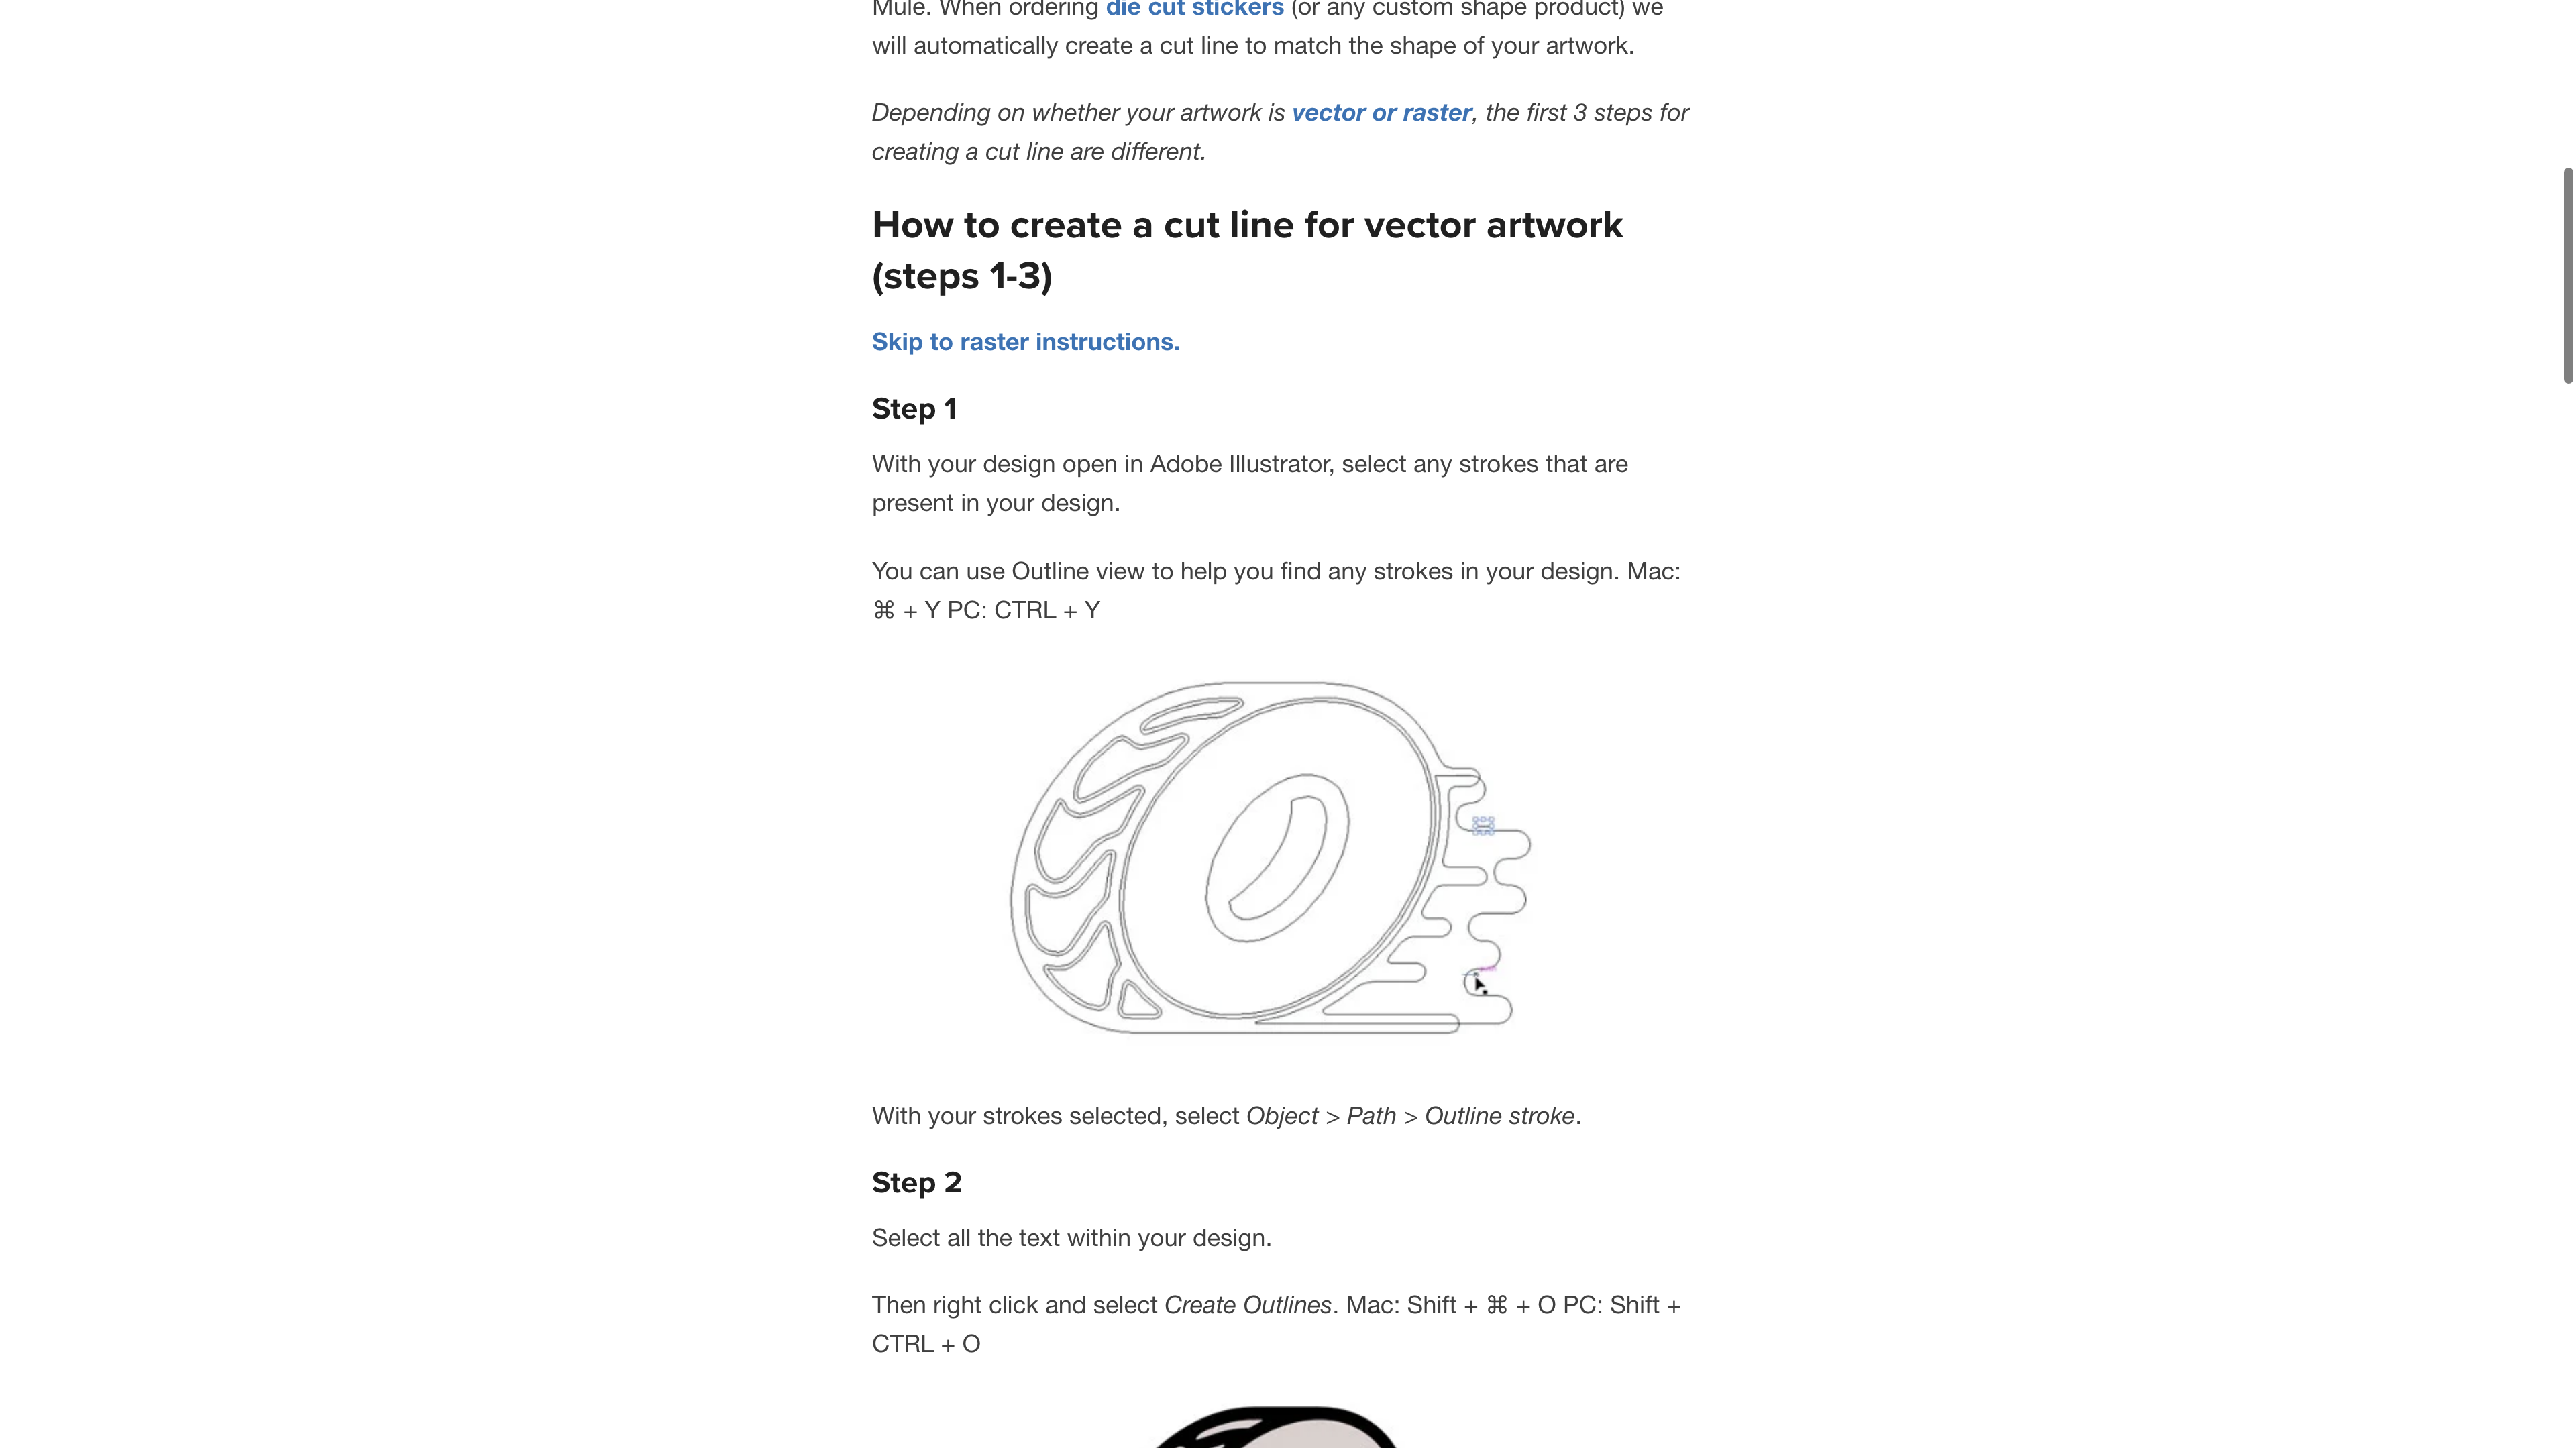 Mule. When ordering die cut stickers (or any custom shape product) we
will automatically create a cut line to match the shape of your artwork.
Depending on whether your artwork is vector or raster, the first 3 steps for
creating a cut line are different.
How to create a cut line for vector artwork
(steps 1-3)
Skip to raster instructions.
Step 1
With your design open in Adobe Illustrator, select any strokes that are
present in your design.
You can use Outline view to help you find any strokes in your design. Mac:
⌘ + Y PC: CTRL + Y
With your strokes selected, select Object > Path > Outline stroke.
Step 2
Select all the text within your design.
Then right click and select Create Outlines. Mac: Shift + ⌘ + O PC: Shift +
CTRL + O